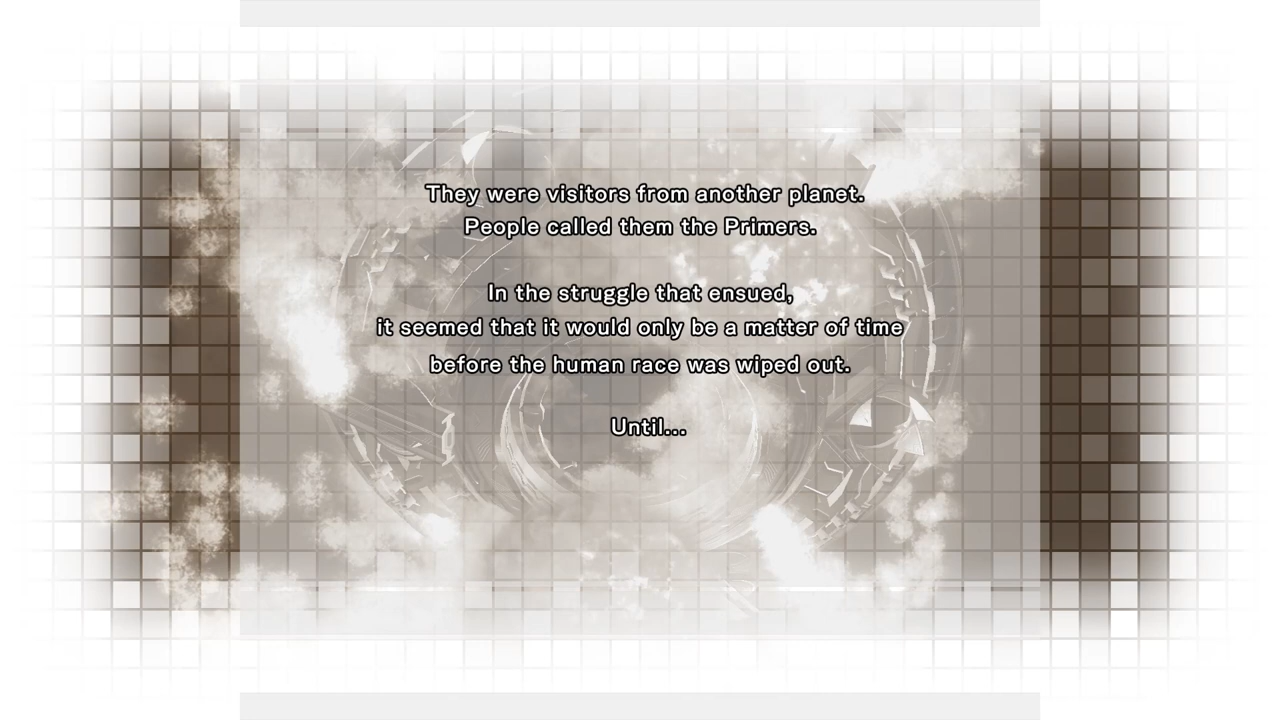 They were visitors from another planet.
People called them the Primers.
In the struggle that ensued,
it seemed that it would only be a matter of time
before the human race was wiped out.
Until...